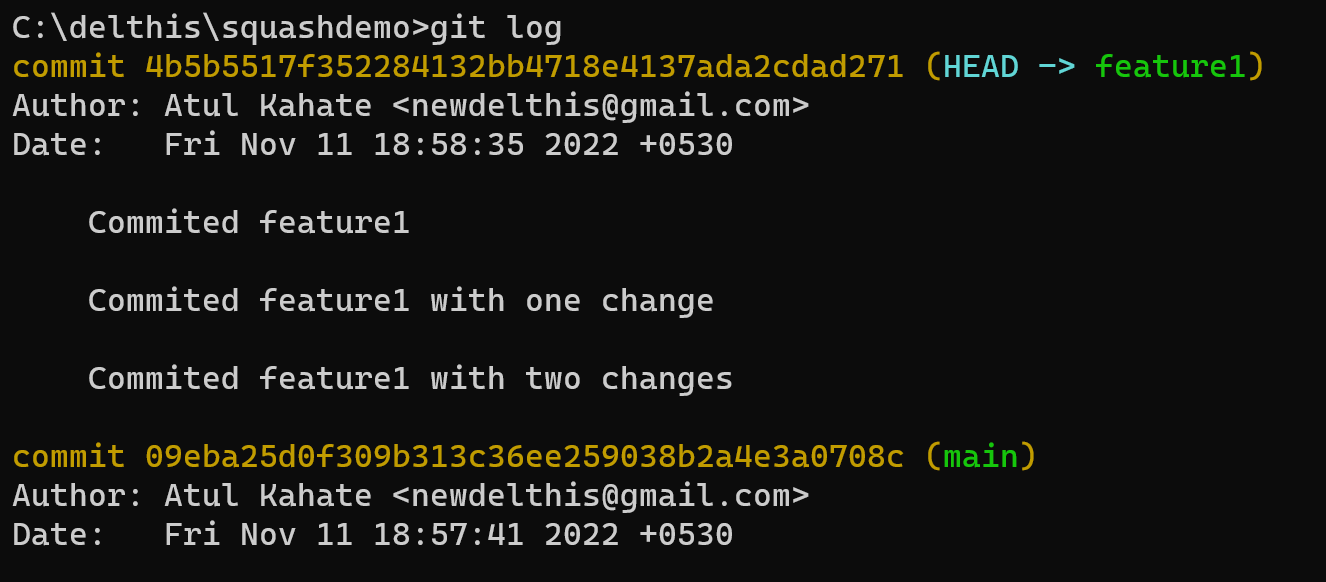 C:\delthis\squashdemo>git log
commit 4b5b5517f352284132bb4718e4137ada2cdad271 (HEAD -> feature1)
Author: Atul Kahate <newdelthis@gmail.com>
Date:   Fri Nov 11 18:58:35 2022 +0530
Commited feature1
Commited feature1 with one change
Commited feature1 with two changes
commit 09eba25d0f309b313c36ee259038b2a4e3a0708c (main)
Author: Atul Kahate <newdelthis@gmail.com>
Date:   Fri Nov 11 18:57:41 2022 +0530